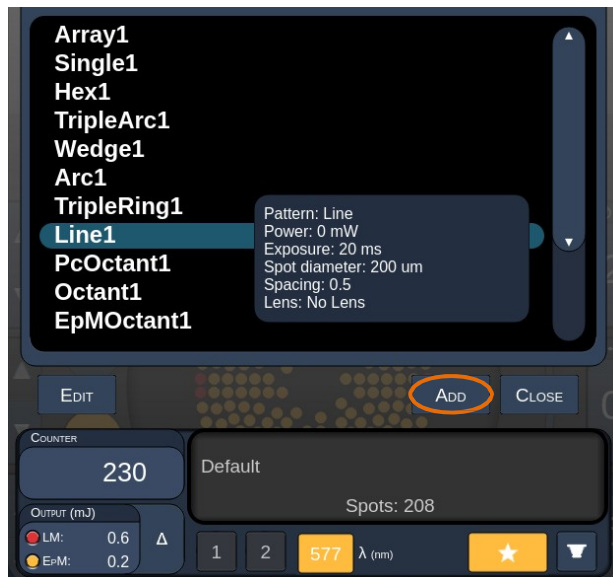 Array1
Single1
Hex1
TripleArc1
Wedge1
Arc1
TripleRing1
Line1
PcOctant1
Octant1
EpMOctant1
Pattern: Line
Power: 0 mW
Exposure: 20 ms
Spot diameter: 200 um
Spacing: 0.5
Lens: No Lens
EDIT
ADD
CLOSE
COUNTER
230
OUTPUT (mJ)
LM: 0.6
EPM: 0.2
Δ
Default
Spots: 208
1 2 577 λ (nm)